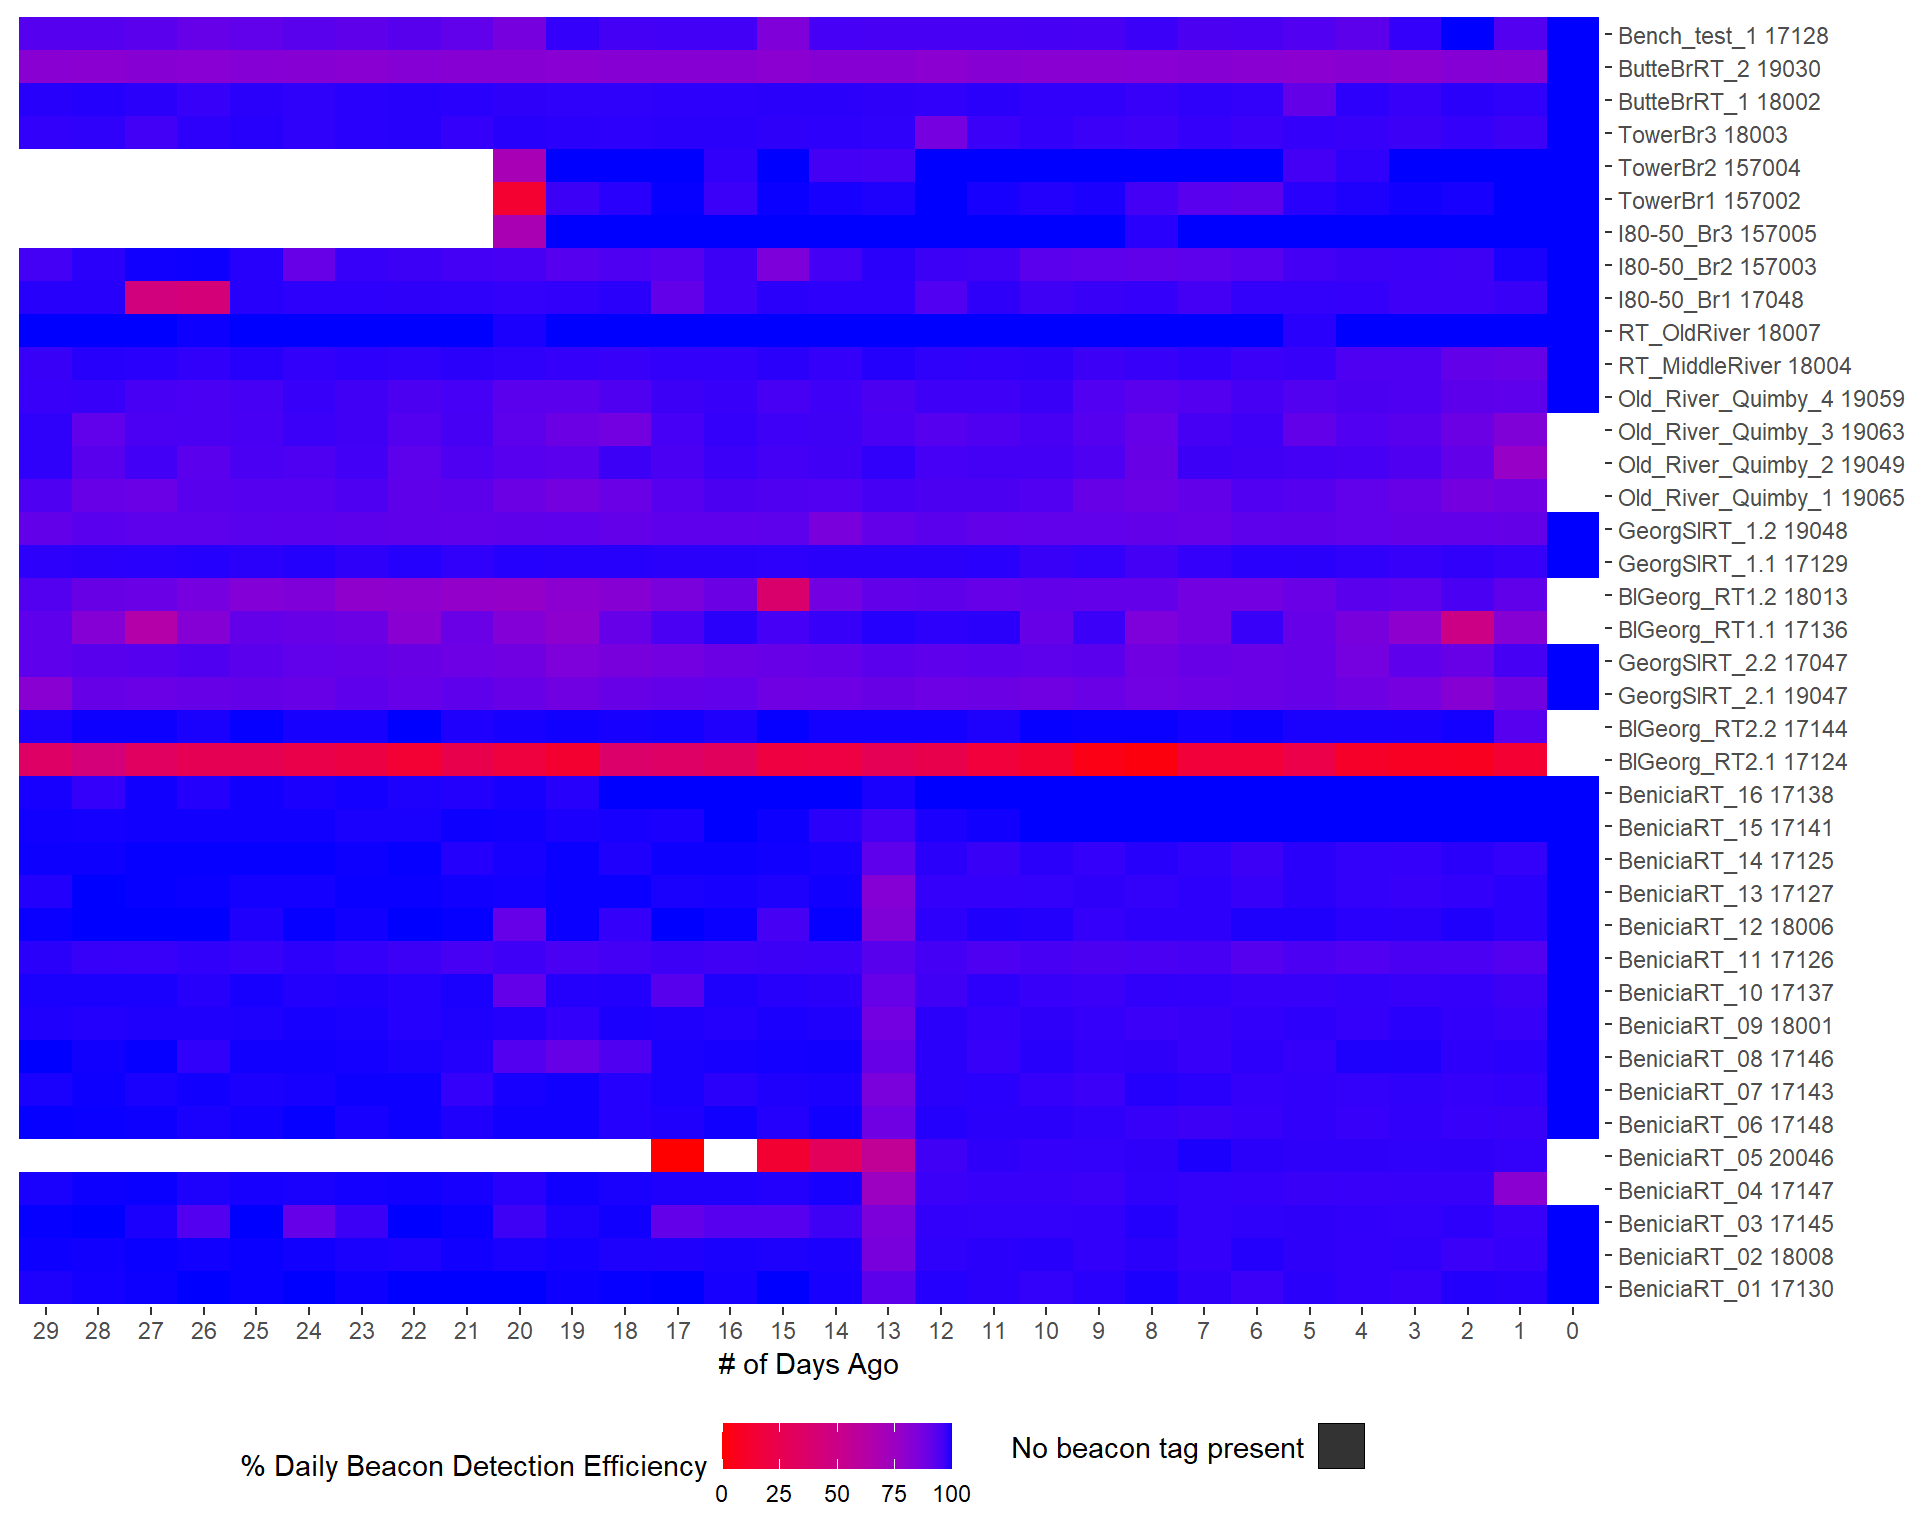 Bench_test_1 17128
ButteBrRT_2 19030
ButteBrRT_1 18002
TowerBr3 18003
TowerBr2 157004
TowerBr1 157002
I80-50_Br3 157005
I80-50_Br2 157003
I80-50_Br1 17048
RT_OldRiver 18007
RT_MiddleRiver 18004
Old_River_Quimby_4 19059
Old_River_Quimby_3 19063
Old_River_Quimby_2 19049
Old_River_Quimby_1 19065
GeorgSlRT_1.2 19048
GeorgSlRT_1.1 17129
BlGeorg_RT1.2 18013
BlGeorg_RT1.1 17136
GeorgSlRT_2.2 17047
GeorgSlRT_2.1 19047
BlGeorg_RT2.2 17144
BlGeorg_RT2.1 17124
BeniciaRT_16 17138
BeniciaRT_15 17141
BeniciaRT_14 17125
BeniciaRT_13 17127
BeniciaRT_12 18006
BeniciaRT_11 17126
BeniciaRT_10 17137
BeniciaRT_09 18001
BeniciaRT_08 17146
BeniciaRT_07 17143
BeniciaRT_06 17148
BeniciaRT_05 20046
BeniciaRT_04 17147
BeniciaRT_03 17145
BeniciaRT_02 18008
BeniciaRT_01 17130
29 28 27 26 25 24 23 22 21 20 19 18 17 16 15 14 13 12 11 10 9 8 7 6 5 4 3 2 1 0
# of Days Ago
% Daily Beacon Detection Efficiency
0 25 50 75 100
No beacon tag present